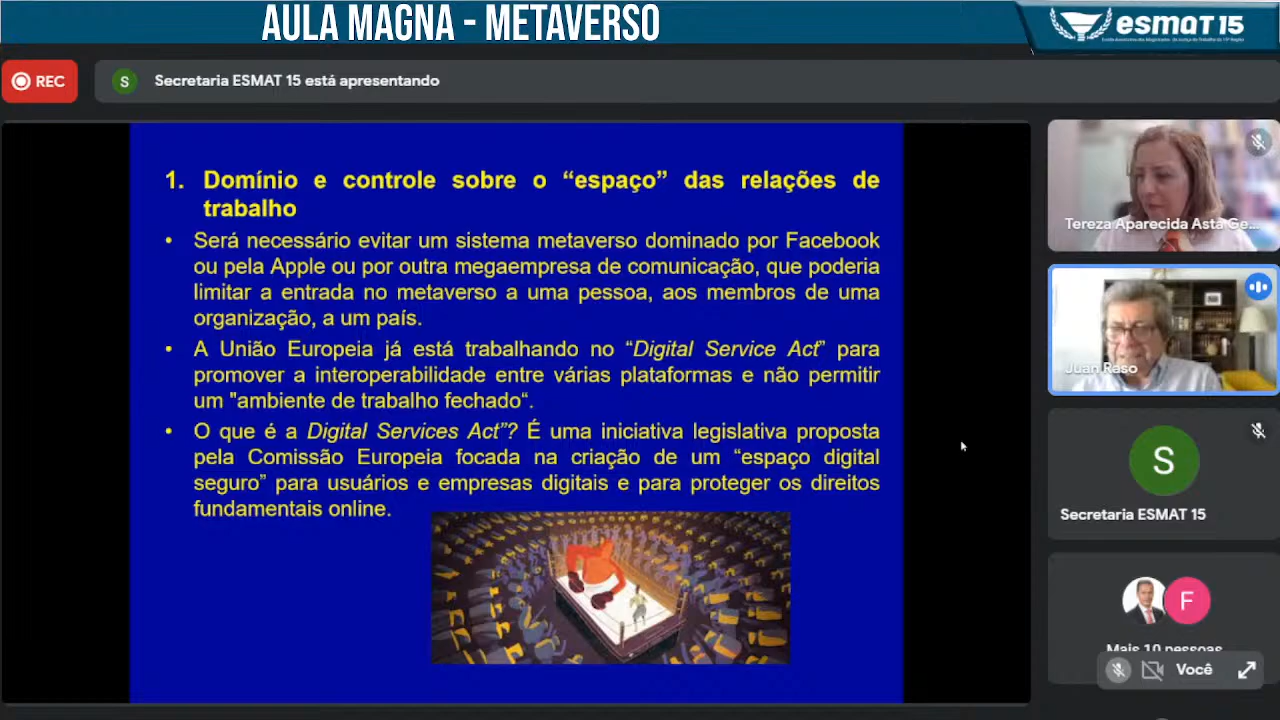 AULA MAGNA - METAVERSO
esmat 15
REC
S
Secretaria ESMAT 15 está apresentando
1. Domínio e controle sobre o “espaço” das relações de
trabalho
• Será necessário evitar um sistema metaverso dominado por Facebook
ou pela Apple ou por outra megaempresa de comunicação, que poderia
limitar a entrada no metaverso a uma pessoa, aos membros de uma
organização, a um país.
• A União Europeia já está trabalhando no “Digital Service Act” para
promover a interoperabilidade entre várias plataformas e não permitir
um "ambiente de trabalho fechado“.
• O que é a Digital Services Act”? É uma iniciativa legislativa proposta
pela Comissão Europeia focada na criação de um “espaço digital
seguro” para usuários e empresas digitais e para proteger os direitos
fundamentais online.
Tereza Aparecida Asta Ge...
Juan Raso
S
Secretaria ESMAT 15
F
Mais 10 pessoas
Você